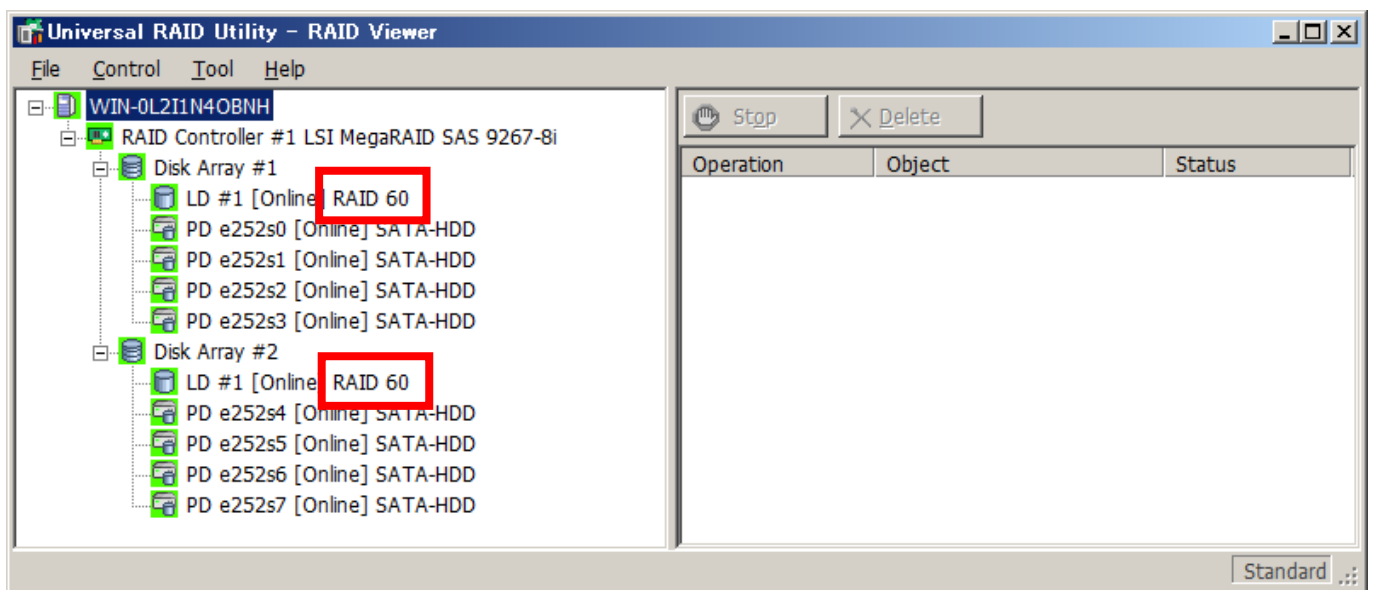 Universal RAID Utility - RAID Viewer
File Control Tool Help
WIN-0L2I1N4OBNH
RAID Controller #1 LSI MegaRAID SAS 9267-8i
Disk Array #1
LD #1 [Online] RAID 60
PD e252s0 [Online] SATA-HDD
PD e252s1 [Online] SATA-HDD
PD e252s2 [Online] SATA-HDD
PD e252s3 [Online] SATA-HDD
Disk Array #2
LD #1 [Online] RAID 60
PD e252s4 [Online] SATA-HDD
PD e252s5 [Online] SATA-HDD
PD e252s6 [Online] SATA-HDD
PD e252s7 [Online] SATA-HDD
Stop Delete
Operation Object Status
Standard